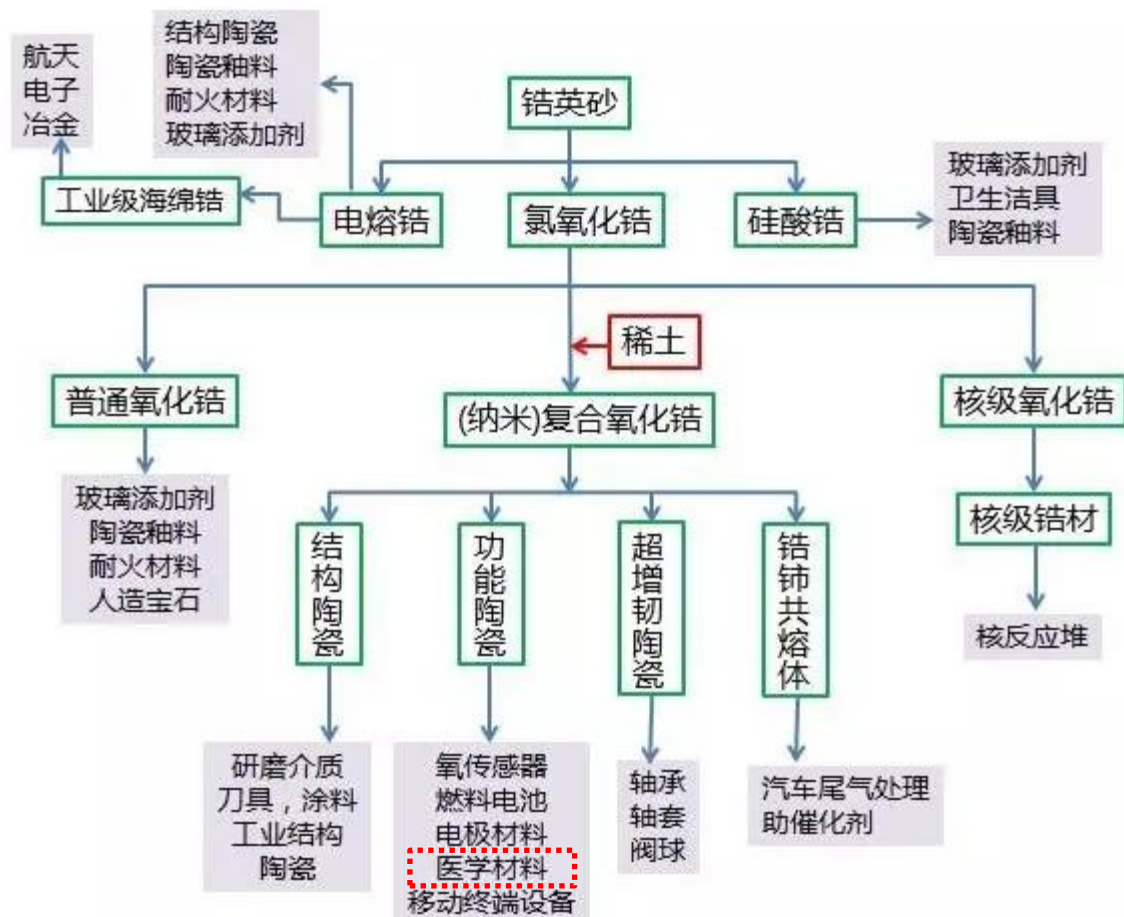 航天
电子
冶金
结构陶瓷
陶瓷釉料
耐火材料
玻璃添加剂
锆英砂
工业级海绵锆
电熔锆
氯氧化锆
硅酸锆
玻璃添加剂
卫生洁具
陶瓷釉料
稀土
普通氧化锆
(纳米)复合氧化锆
核级氧化锆
玻璃添加剂
陶瓷釉料
耐火材料
人造宝石
结构陶瓷
功能陶瓷
超增韧陶瓷
锆铈共熔体
核级锆材
核反应堆
研磨介质
刀具，涂料
工业结构
陶瓷
氧传感器
燃料电池
电极材料
医学材料
移动终端设备
轴承
轴套
阀球
汽车尾气处理
助催化剂